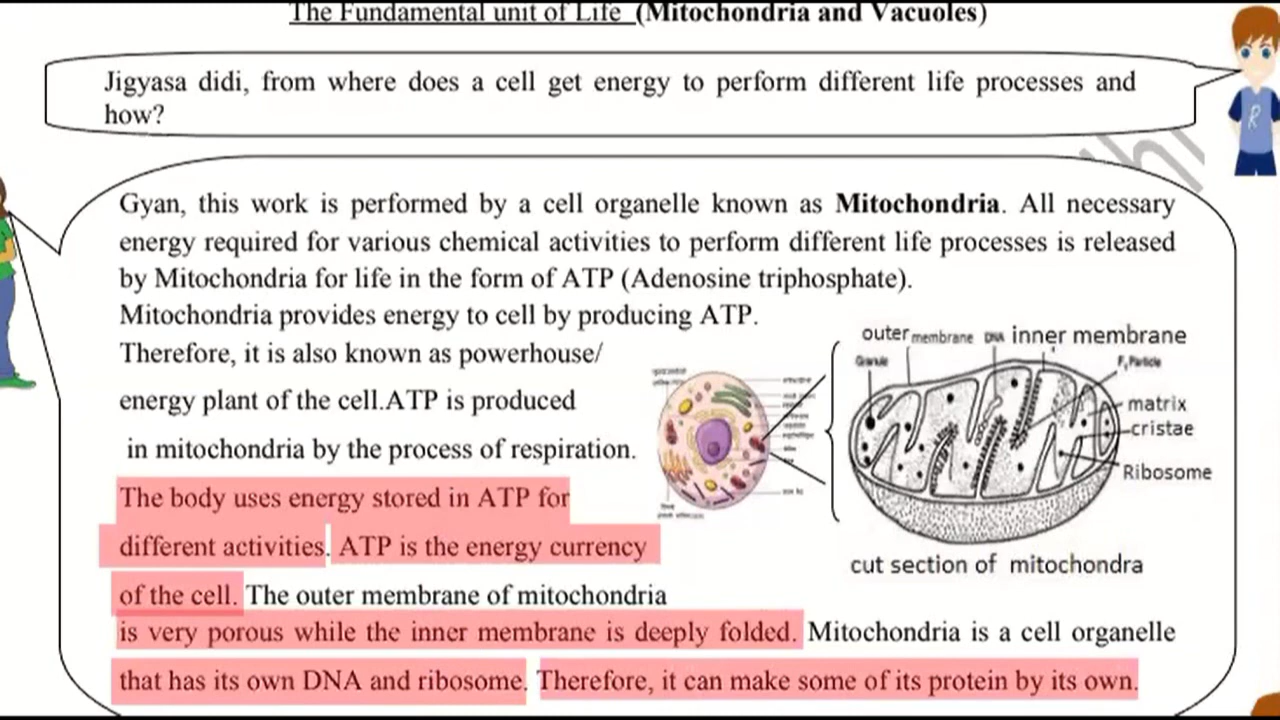 The Fundamental unit of Life (Mitochondria and Vacuoles)
Jigyasa didi, from where does a cell get energy to perform different life processes and
how?
R
Gyan, this work is performed by a cell organelle known as Mitochondria. All necessary
energy required for various chemical activities to perform different life processes is released
by Mitochondria for life in the form of ATP (Adenosine triphosphate).
Mitochondria provides energy to cell by producing ATP.
Therefore, it is also known as powerhouse/
energy plant of the cell.ATP is produced
in mitochondria by the process of respiration.
The body uses energy stored in ATP for
different activities. ATP is the energy currency
of the cell. The outer membrane of mitochondria
is very porous while the inner membrane is deeply folded. Mitochondria is a cell organelle
that has its own DNA and ribosome. Therefore, it can make some of its protein by its own.
outer membrane DNA inner membrane
Granule
F₁ Particle
matrix
cristae
Ribosome
cut section of mitochondra